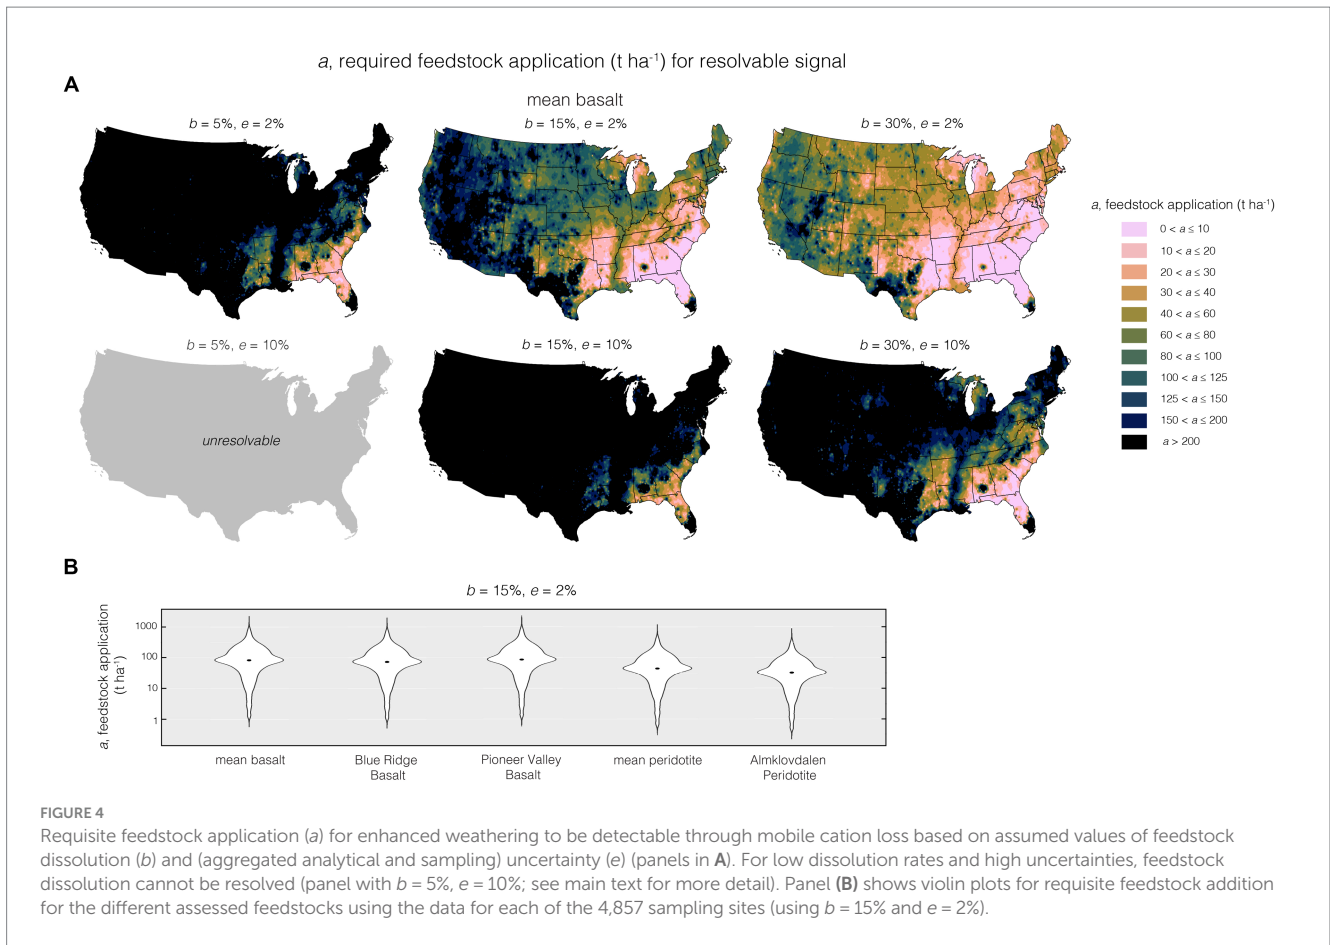 a, required feedstock application (t ha⁻¹) for resolvable signal
A
mean basalt
b = 5%, e = 2%
b = 15%, e = 2%
b = 30%, e = 2%
a, feedstock application (t ha⁻¹)
0 < a ≤ 10
10 < a ≤ 20
20 < a ≤ 30
30 < a ≤ 40
40 < a ≤ 60
60 < a ≤ 80
80 < a ≤ 100
100 < a ≤ 125
125 < a ≤ 150
150 < a ≤ 200
a > 200
b = 5%, e = 10%
b = 15%, e = 10%
b = 30%, e = 10%
unresolvable
B
b = 15%, e = 2%
a, feedstock application
(t ha⁻¹)
1000
100
10
1
mean basalt
Blue Ridge
Basalt
Pioneer Valley
Basalt
mean peridotite
Almklovdalen
Peridotite
FIGURE 4
Requisite feedstock application (a) for enhanced weathering to be detectable through mobile cation loss based on assumed values of feedstock
dissolution (b) and (aggregated analytical and sampling) uncertainty (e) (panels in A). For low dissolution rates and high uncertainties, feedstock
dissolution cannot be resolved (panel with b = 5%, e = 10%; see main text for more detail). Panel (B) shows violin plots for requisite feedstock addition
for the different assessed feedstocks using the data for each of the 4,857 sampling sites (using b = 15% and e = 2%).